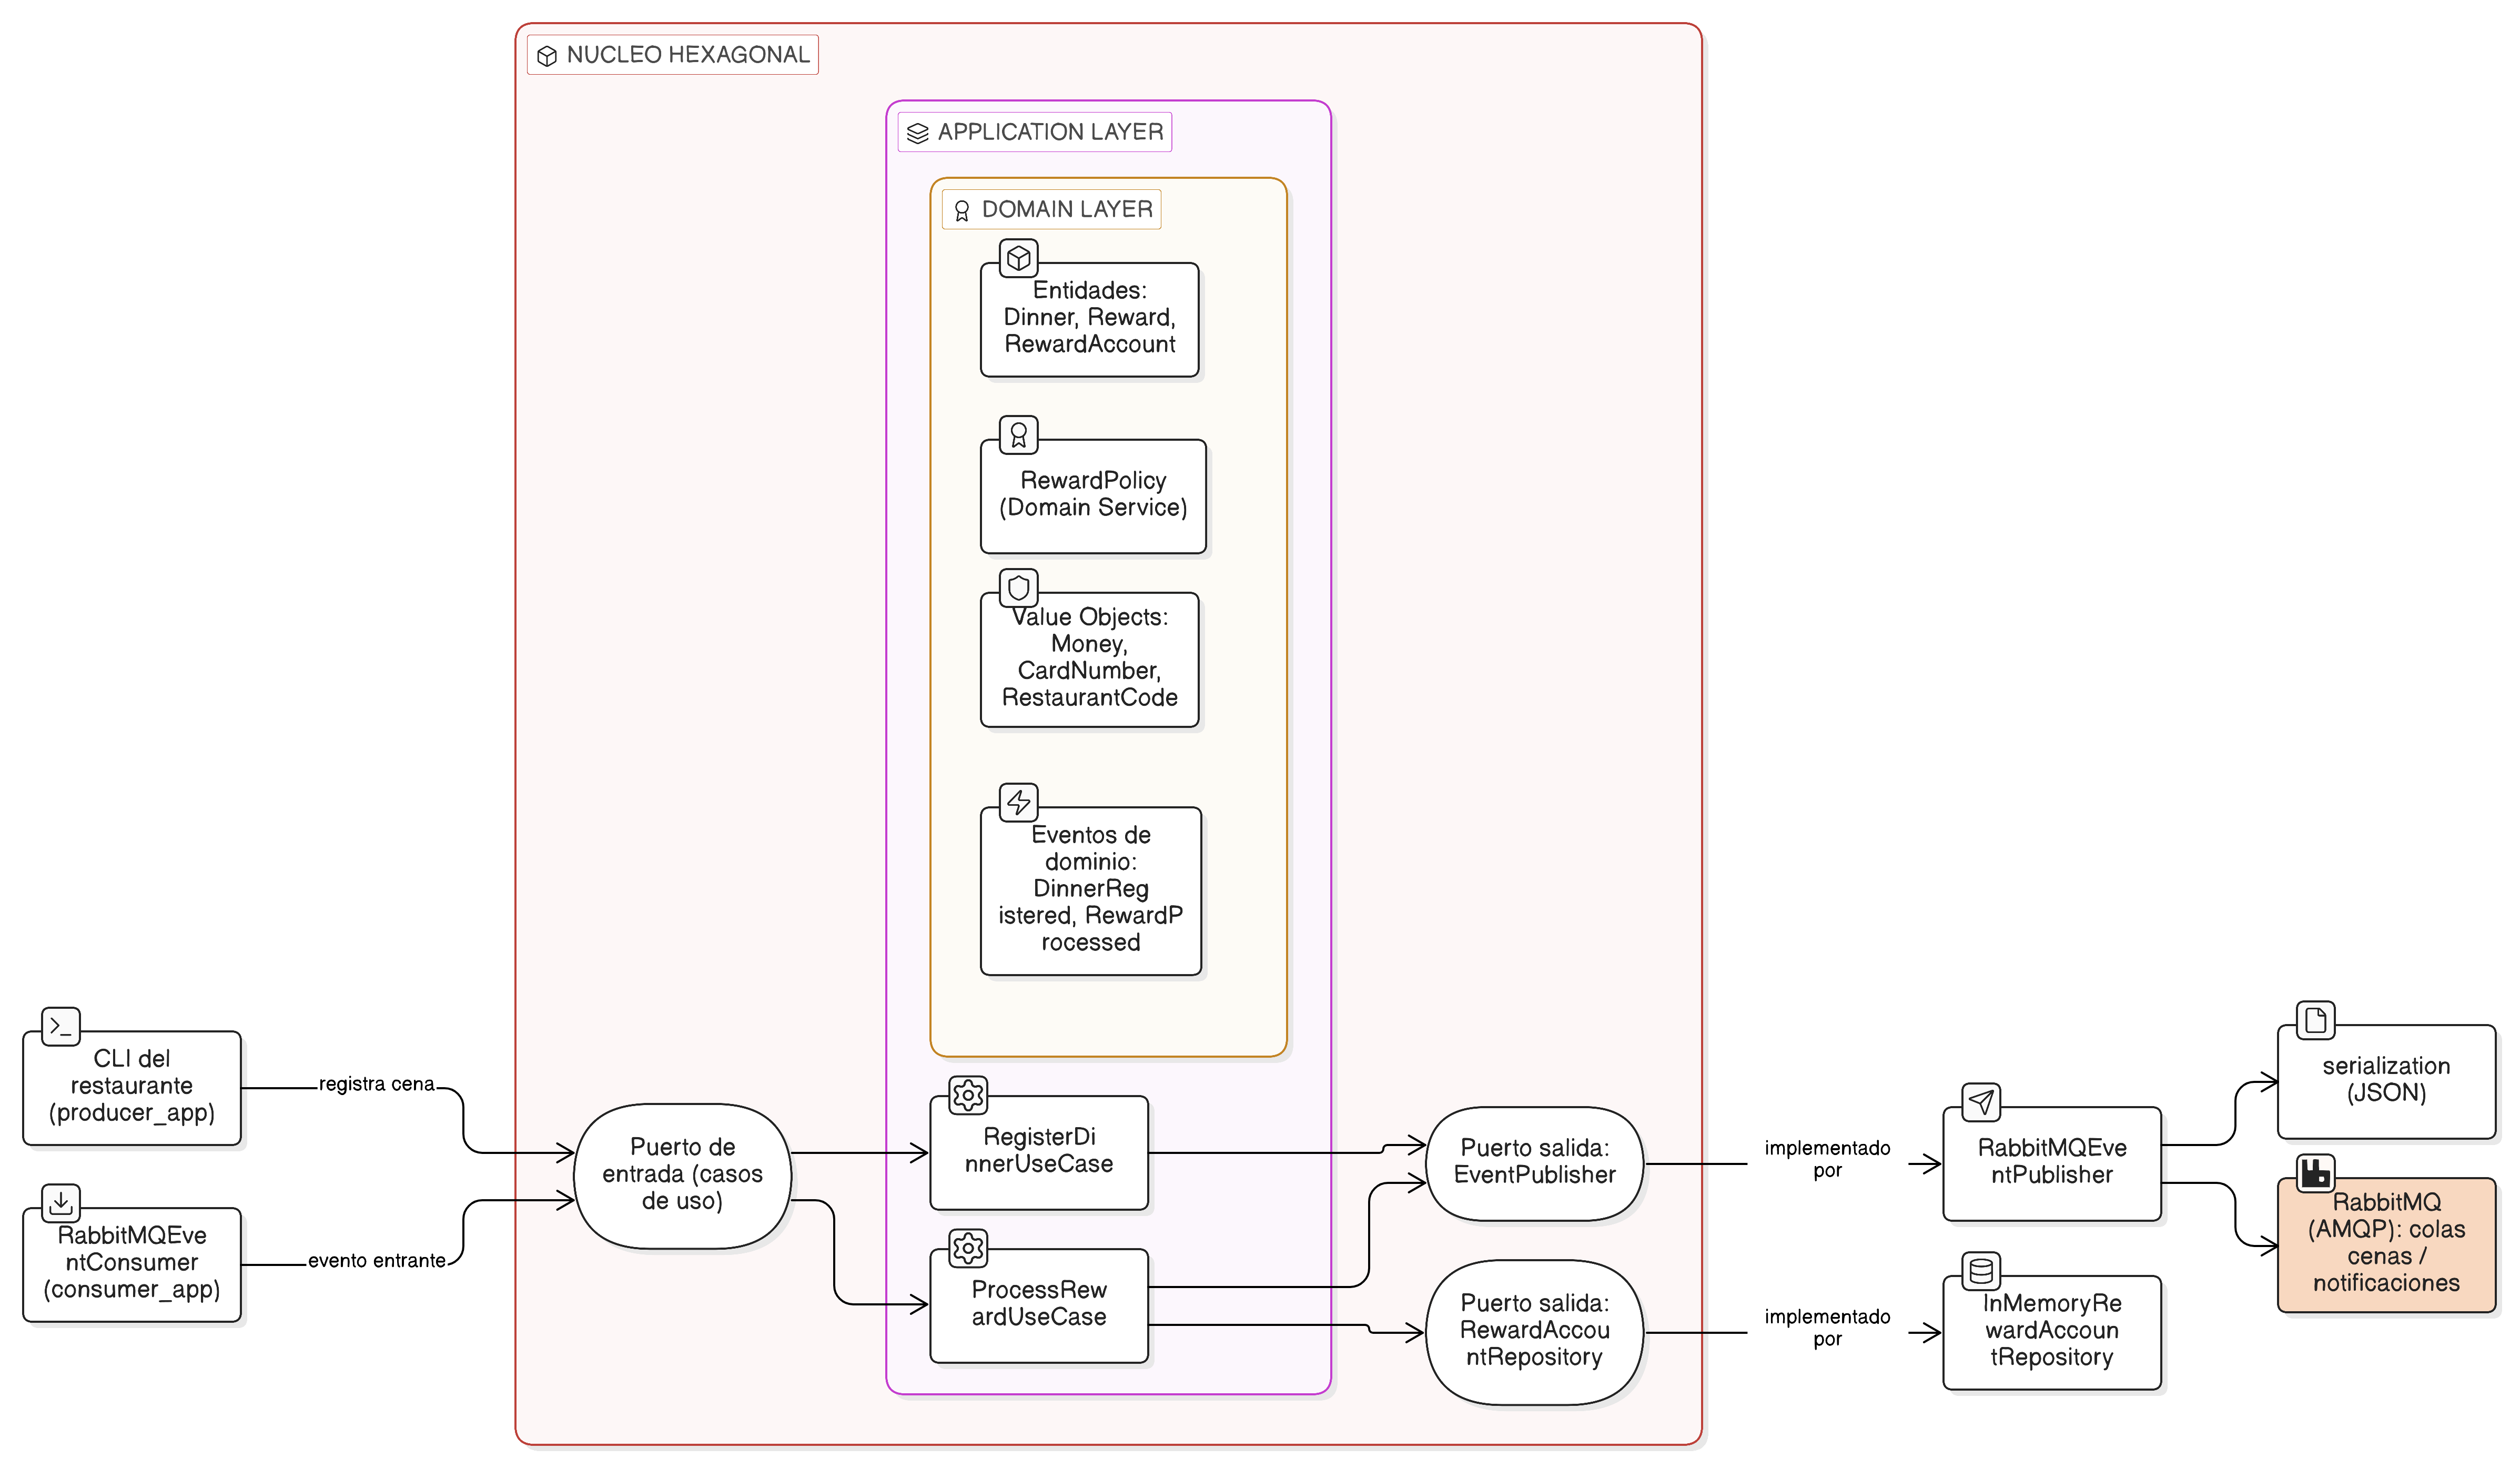 NUCLEO HEXAGONAL
APPLICATION LAYER
DOMAIN LAYER
Entidades:
Dinner, Reward,
RewardAccount
RewardPolicy
(Domain Service)
Value Objects:
Money,
CardNumber,
RestaurantCode
Eventos de
dominio:
DinnerReg
istered, RewardP
rocessed
CLI del
restaurante
(producer_app)
registra cena
RabbitMQEve
ntConsumer
(consumer_app)
evento entrante
Puerto de
entrada (casos
de uso)
RegisterDi
nnerUseCase
ProcessRew
ardUseCase
Puerto salida:
EventPublisher
Puerto salida:
RewardAccou
ntRepository
implementado
por
implementado
por
RabbitMQEve
ntPublisher
InMemoryRe
wardAccoun
tRepository
serialization
(JSON)
RabbitMQ
(AMQP): colas
cenas /
notificaciones